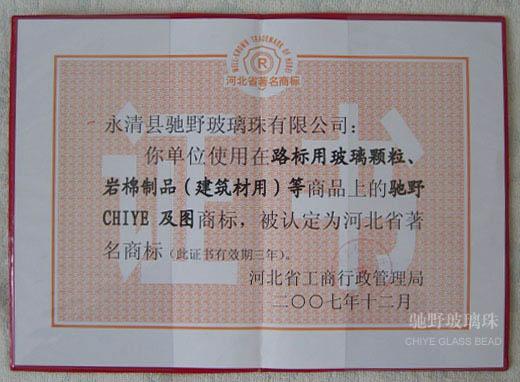 WELL-KNOWN TRADEMARK OF HEBEI
R
河北省著名商标
证书
永清县驰野玻璃珠有限公司：
你单位使用在路标用玻璃颗粒、
岩棉制品（建筑材用）等商品上的驰野
CHIYE 及图商标，被认定为河北省著
名商标（此证书有效期三年）。
河北省工商行政管理局
二〇〇七年十二月
驰野玻璃珠
CHIYE GLASS BEAD